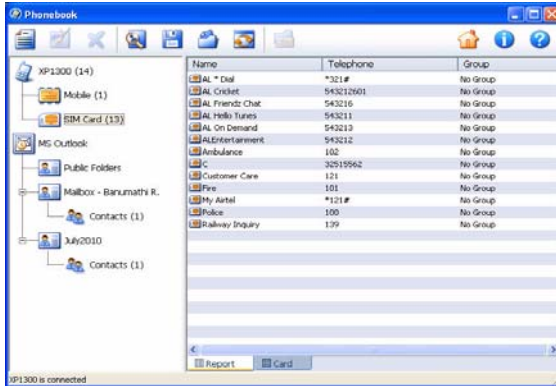 Phonebook
XP1300 (14)
Mobile (1)
SIM Card (13)
MS Outlook
Public Folders
Mailbox - Banumathi R.
Contacts (1)
July2010
Contacts (1)
Name Telephone Group
AL * Dial *321# No Group
AL Cricket 543212601 No Group
AL Friendz Chat 543216 No Group
AL Hello Tunes 543211 No Group
AL On Demand 543213 No Group
ALEntertainment 543212 No Group
Ambulance 102 No Group
C 32515562 No Group
Customer Care 121 No Group
Fire 101 No Group
My Airtel *121# No Group
Police 100 No Group
Railway Inquiry 139 No Group
Report Card
XP1300 is connected